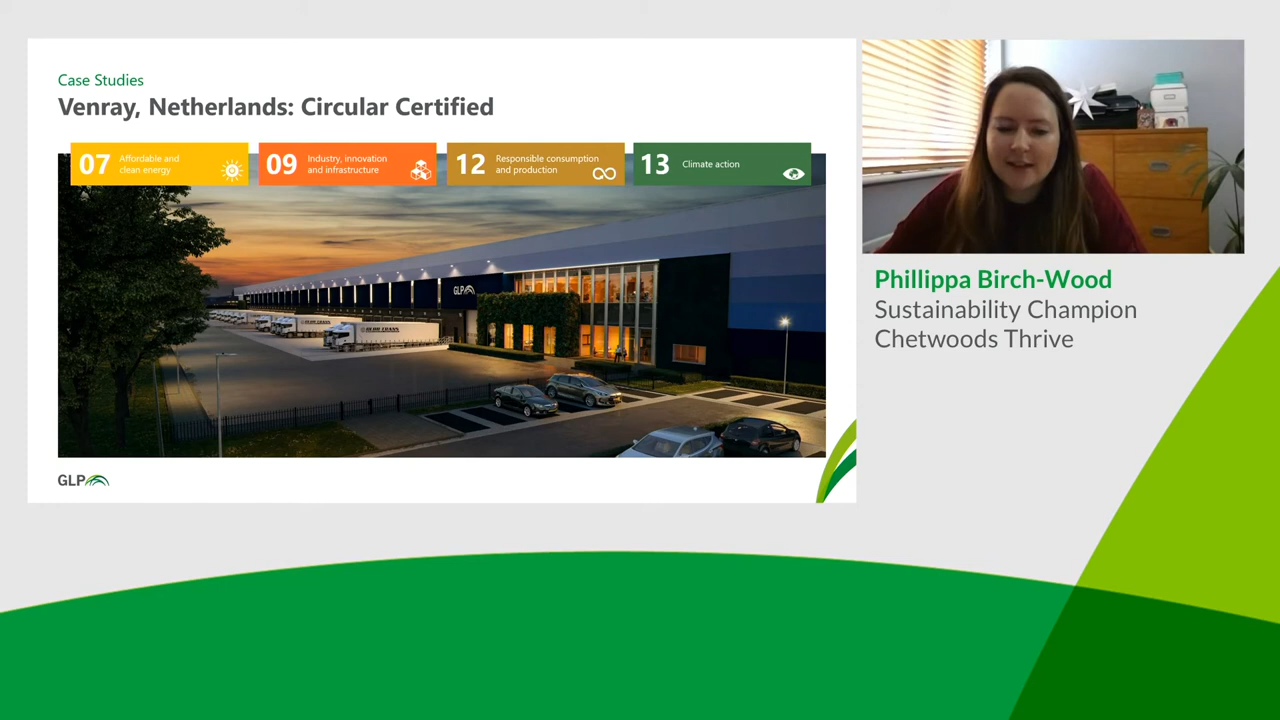 Case Studies
Venray, Netherlands: Circular Certified
07 Affordable and
clean energy
09 Industry, innovation
and infrastructure
12 Responsible consumption
and production
13 Climate action
GLP
GLP
Phillippa Birch-Wood
Sustainability Champion
Chetwoods Thrive